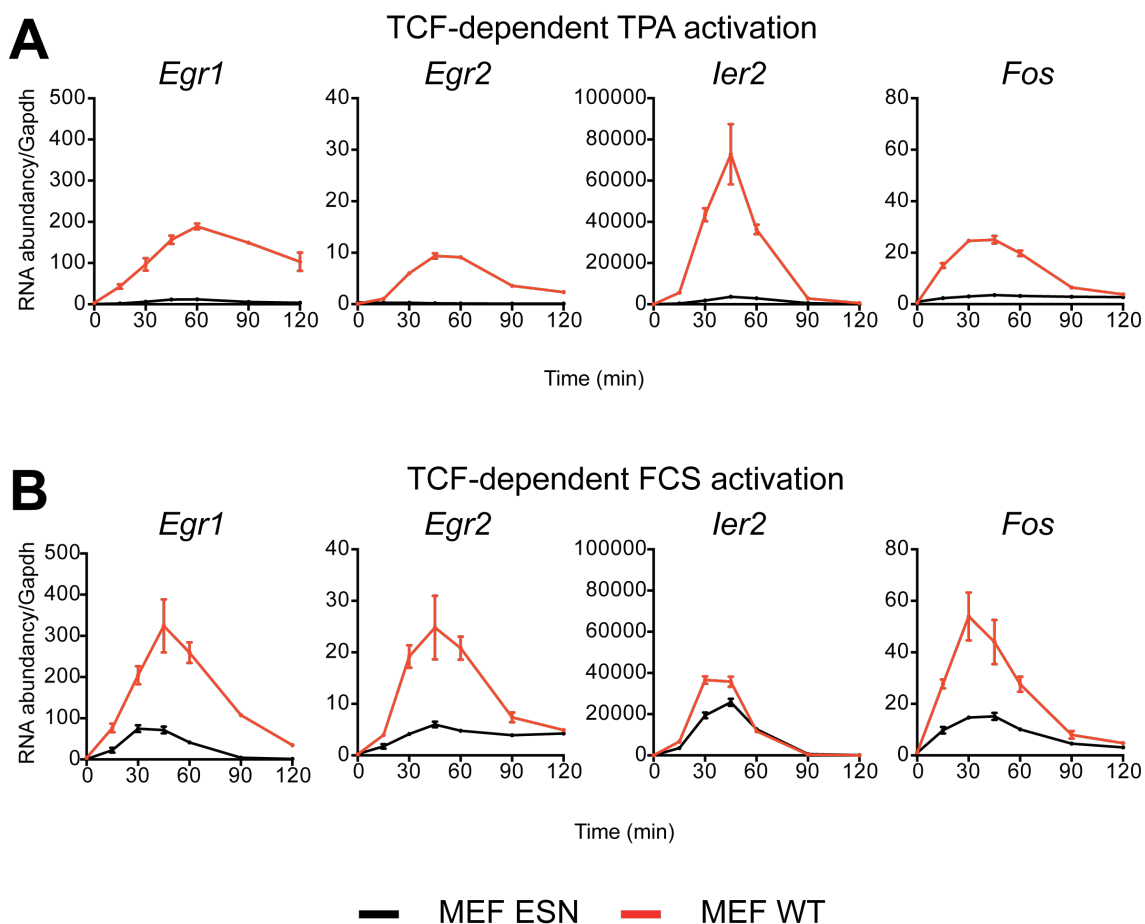 A
TCF-dependent TPA activation
Egr1
Egr2
Ier2
Fos
RNA abundancy/Gapdh
500
400
300
200
100
0
0 30 60 90 120
40
30
20
10
0
0 30 60 90 120
100000
80000
60000
40000
20000
0
0 30 60 90 120
80
60
40
20
0
0 30 60 90 120
Time (min)
B
TCF-dependent FCS activation
Egr1
Egr2
Ier2
Fos
RNA abundancy/Gapdh
500
400
300
200
100
0
0 30 60 90 120
40
30
20
10
0
0 30 60 90 120
100000
80000
60000
40000
20000
0
0 30 60 90 120
80
60
40
20
0
0 30 60 90 120
Time (min)
MEF ESN
MEF WT